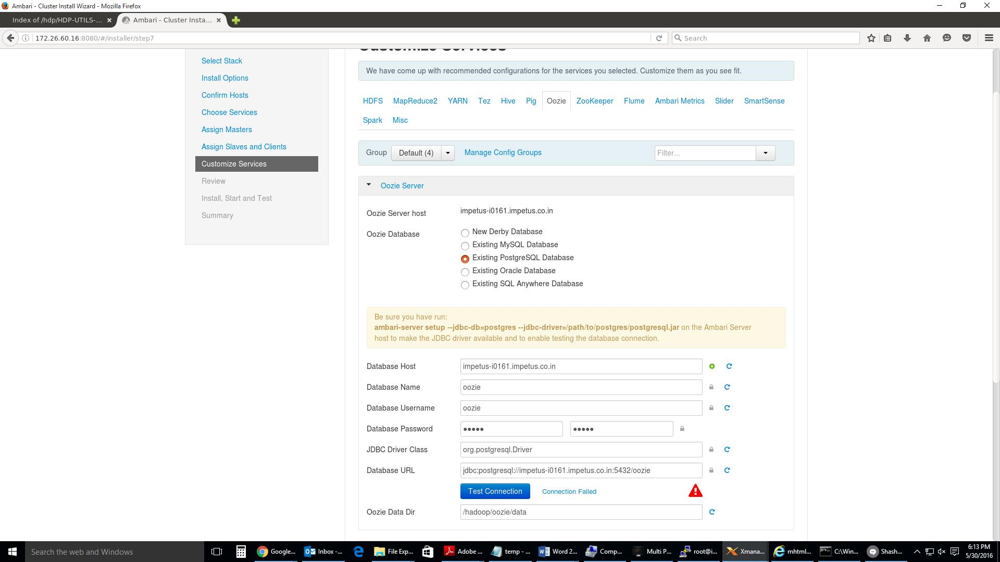 Ambari - Cluster Install Wizard - Mozilla Firefox
Index of /hdp/HDP-UTILS-...
Ambari - Cluster Insta...
172.26.60.16:8080/#/installer/step7
Search
Customize Services
Select Stack
Install Options
Confirm Hosts
Choose Services
Assign Masters
Assign Slaves and Clients
Customize Services
Review
Install, Start and Test
Summary
We have come up with recommended configurations for the services you selected. Customize them as you see fit.
HDFS MapReduce2 YARN Tez Hive Pig Oozie ZooKeeper Flume Ambari Metrics Slider SmartSense
Spark Misc
Group Default (4) Manage Config Groups Filter...
Oozie Server
Oozie Server host impetus-i0161.impetus.co.in
Oozie Database New Derby Database
Existing MySQL Database
Existing PostgreSQL Database
Existing Oracle Database
Existing SQL Anywhere Database
Be sure you have run:
ambari-server setup --jdbc-db=postgres --jdbc-driver=/path/to/postgres/postgresql.jar on the Ambari Server
host to make the JDBC driver available and to enable testing the database connection.
Database Host impetus-i0161.impetus.co.in
Database Name oozie
Database Username oozie
Database Password ●●●●● ●●●●●
JDBC Driver Class org.postgresql.Driver
Database URL jdbc:postgresql://impetus-i0161.impetus.co.in:5432/oozie
Test Connection Connection Failed
Oozie Data Dir /hadoop/oozie/data
Search the web and Windows
Google... Inbox -... File Exp... Adobe ... temp - ... Word 2... Comp... Multi P... root@i... Xmana... mhtml... C:\Win... Shash...
6:13 PM
5/30/2016